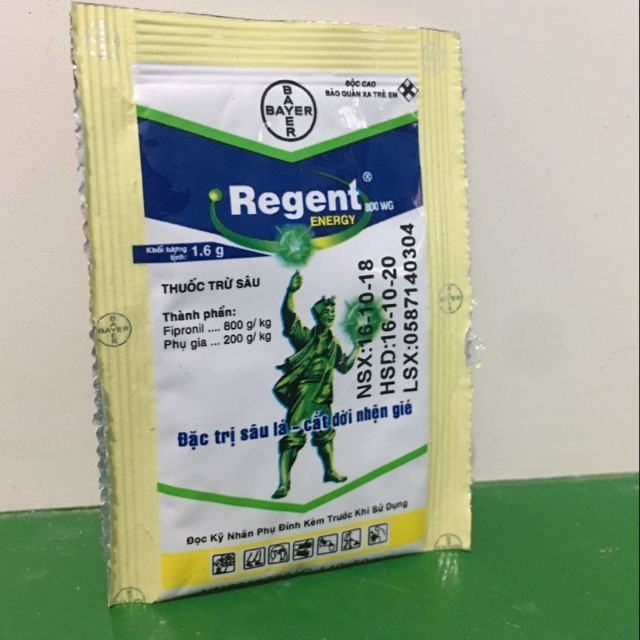 ĐỘC CAO
BẢO QUẢN XA TRẺ EM
BAYER
BAYER
Regent®
800 WG
ENERGY
Khối lượng tịnh: 1.6 g
THUỐC TRỪ SÂU
Thành phần:
Fipronil .... 800 g/ kg
Phụ gia ... 200 g/ kg
NSX:16-10-18
HSD:16-10-20
LSX:0587140304
Đặc trị sâu lá - cắt đời nhện gié
Đọc Kỹ Nhãn Phụ Đính Kèm Trước Khi Sử Dụng
BAYER